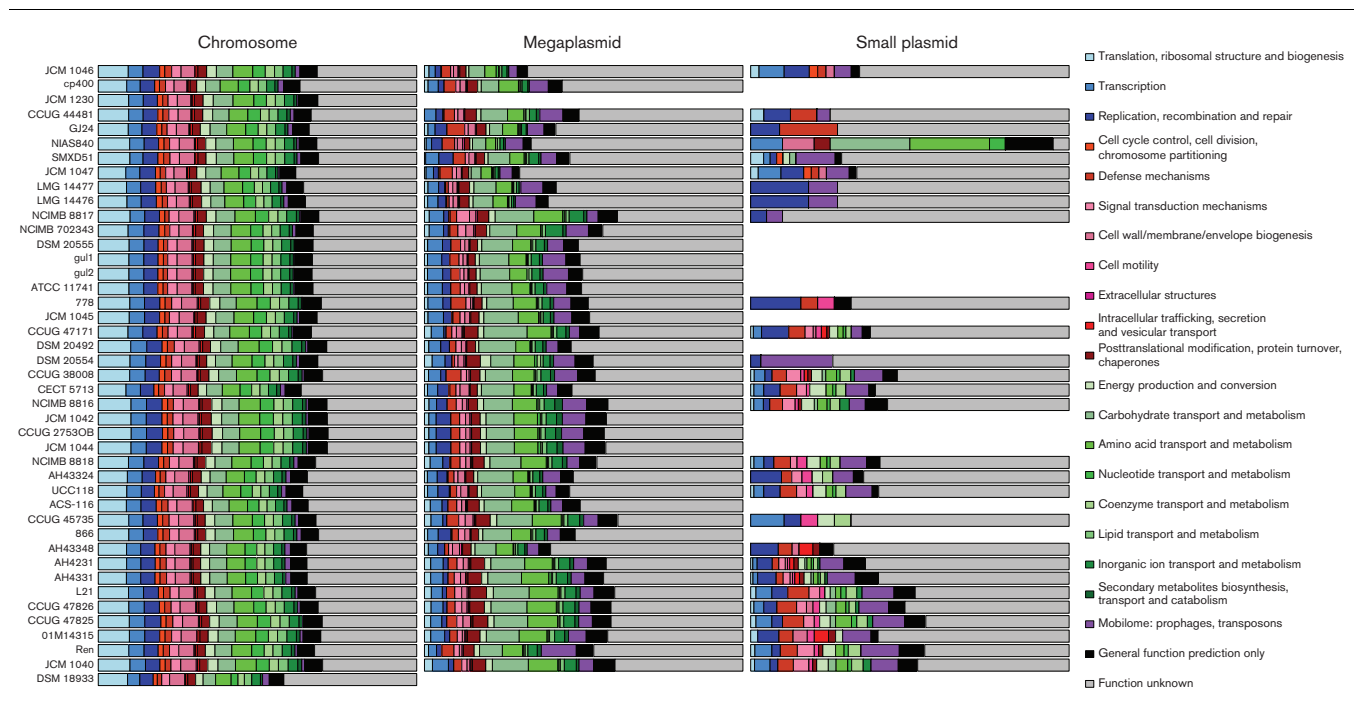 Chromosome
Megaplasmid
Small plasmid
JCM 1046
cp400
JCM 1230
CCUG 44481
GJ24
NIAS840
SMXD51
JCM 1047
LMG 14477
LMG 14476
NCIMB 8817
NCIMB 702343
DSM 20555
gul1
gul2
ATCC 11741
778
JCM 1045
CCUG 47171
DSM 20492
DSM 20554
CCUG 38008
CECT 5713
NCIMB 8816
JCM 1042
CCUG 2753OB
JCM 1044
NCIMB 8818
AH43324
UCC118
ACS-116
CCUG 45735
866
AH43348
AH4231
AH4331
L21
CCUG 47826
CCUG 47825
01M14315
Ren
JCM 1040
DSM 18933
Translation, ribosomal structure and biogenesis
Transcription
Replication, recombination and repair
Cell cycle control, cell division,
chromosome partitioning
Defense mechanisms
Signal transduction mechanisms
Cell wall/membrane/envelope biogenesis
Cell motility
Extracellular structures
Intracellular trafficking, secretion
and vesicular transport
Posttranslational modification, protein turnover,
chaperones
Energy production and conversion
Carbohydrate transport and metabolism
Amino acid transport and metabolism
Nucleotide transport and metabolism
Coenzyme transport and metabolism
Lipid transport and metabolism
Inorganic ion transport and metabolism
Secondary metabolites biosynthesis,
transport and catabolism
Mobilome: prophages, transposons
General function prediction only
Function unknown